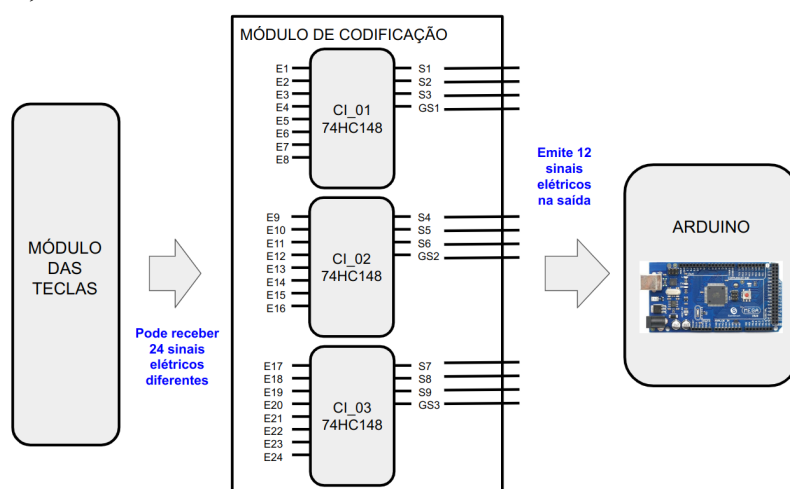 MÓDULO DE CODIFICAÇÃO
E1
E2
E3
E4
E5
E6
E7
E8
CI_01
74HC148
S1
S2
S3
GS1
E9
E10
E11
E12
E13
E14
E15
E16
CI_02
74HC148
S4
S5
S6
GS2
E17
E18
E19
E20
E21
E22
E23
E24
CI_03
74HC148
S7
S8
S9
GS3
MÓDULO
DAS
TECLAS
Pode receber
24 sinais
elétricos
diferentes
Emite 12
sinais
elétricos
na saída
ARDUINO
MEGA